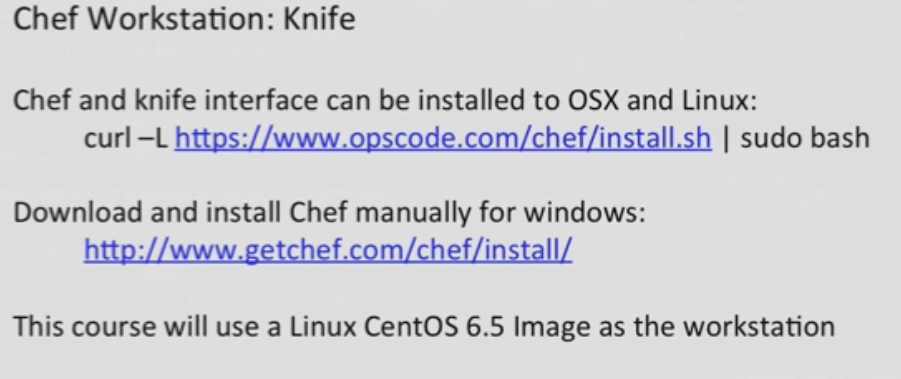 Chef Workstation: Knife
Chef and knife interface can be installed to OSX and Linux:
curl –L https://www.opscode.com/chef/install.sh | sudo bash
Download and install Chef manually for windows:
http://www.getchef.com/chef/install/
This course will use a Linux CentOS 6.5 Image as the workstation